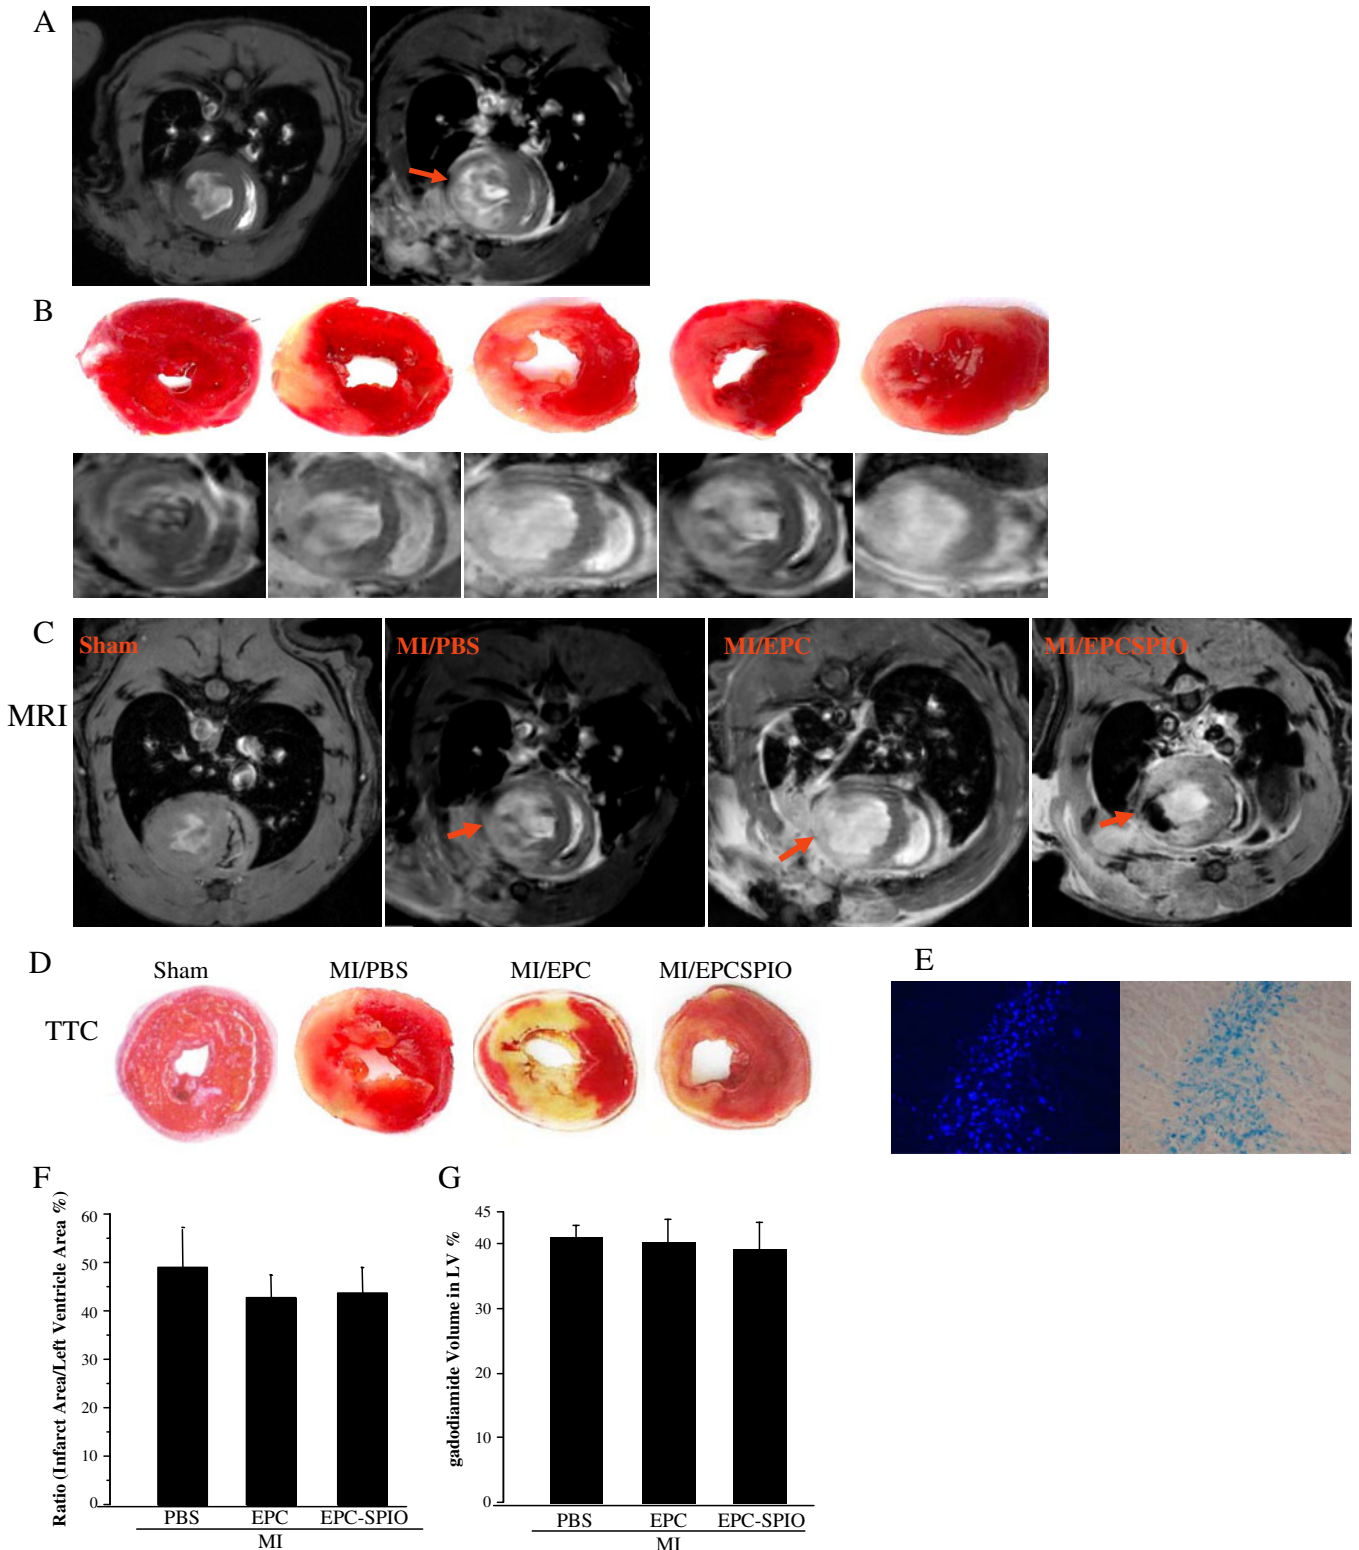 A
B
C
Sham
MI/PBS
MI/EPC
MI/EPCSPIO
MRI
D
Sham
MI/PBS
MI/EPC
MI/EPCSPIO
E
TTC
F
G
Ratio (Infarct Area/Left Ventricle Area %)
60
50
40
30
20
10
0
PBS
EPC
EPC-SPIO
MI
gadodiamide Volume in LV %
45
40
30
20
10
0
PBS
EPC
EPC-SPIO
MI